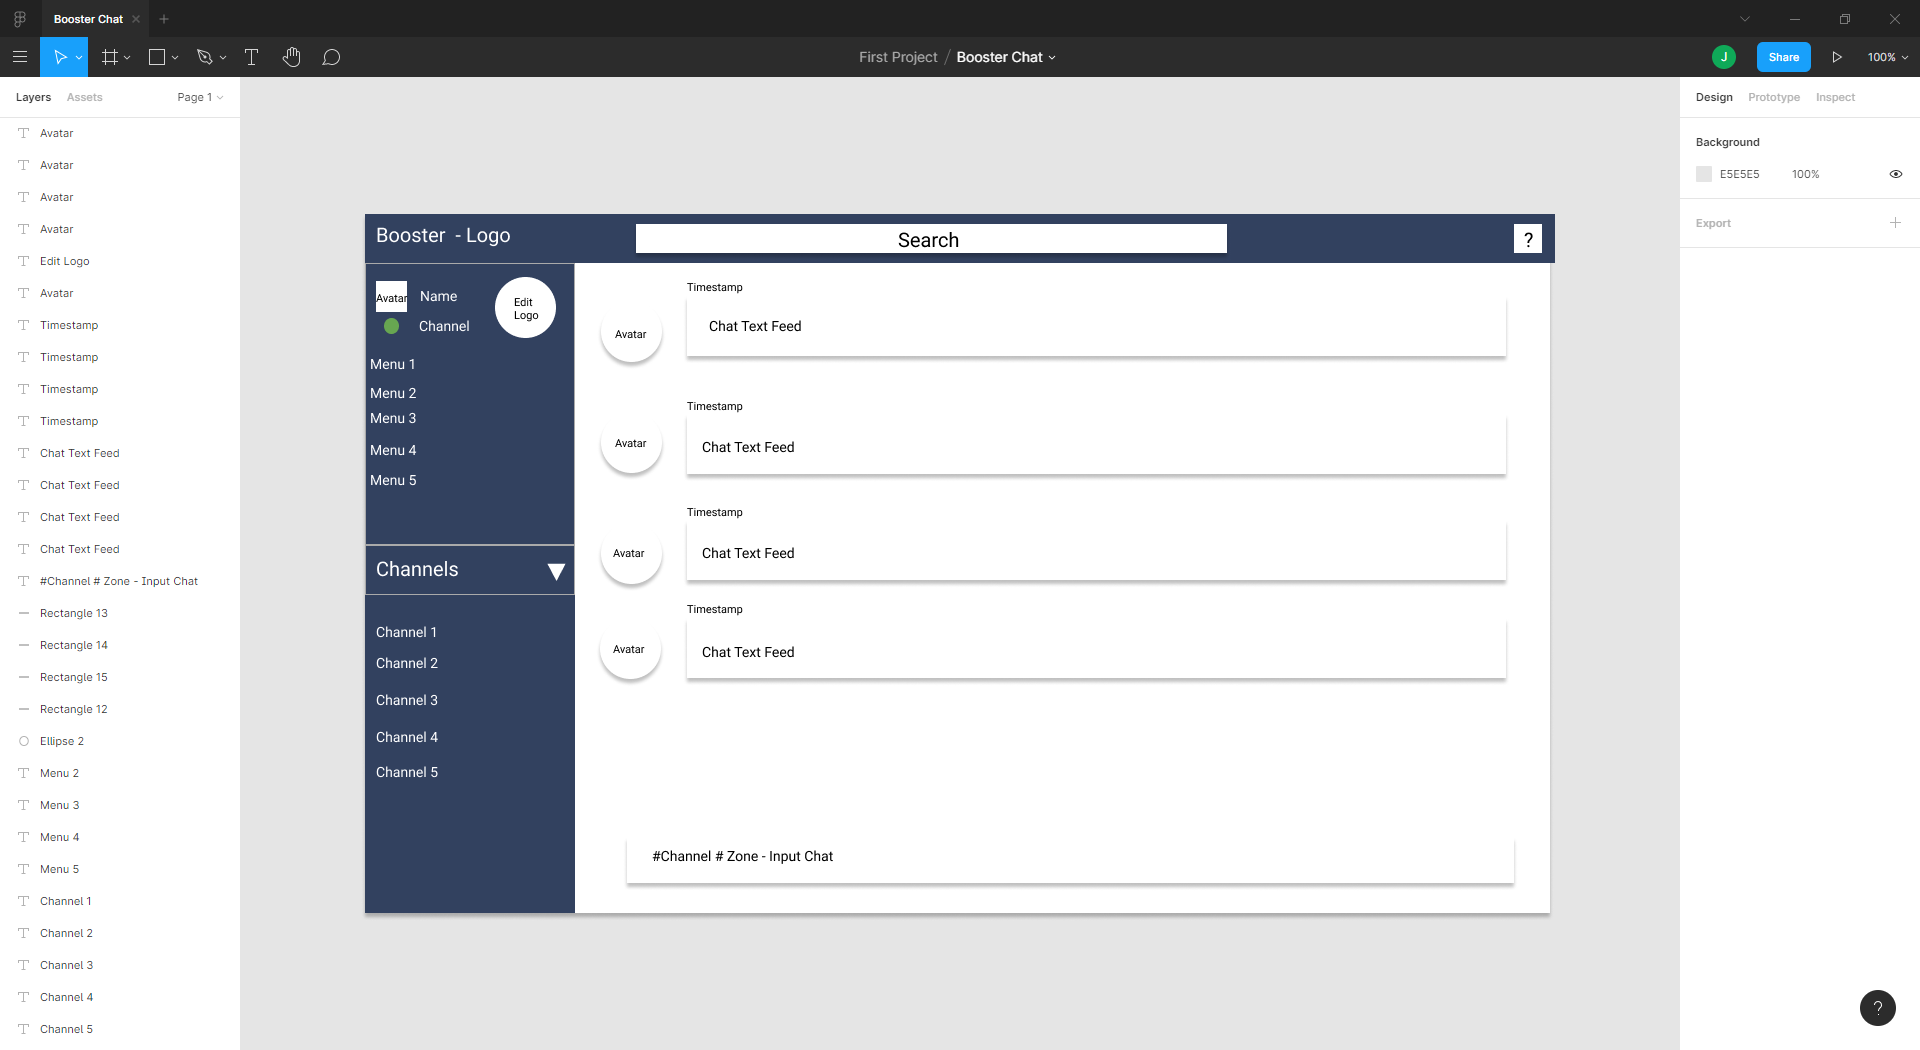 Booster Chat
First Project / Booster Chat
J
Share
100%
Layers
Assets
Page 1
Avatar
Avatar
Avatar
Avatar
Edit Logo
Avatar
Timestamp
Timestamp
Timestamp
Timestamp
Chat Text Feed
Chat Text Feed
Chat Text Feed
Chat Text Feed
#Channel # Zone - Input Chat
Rectangle 13
Rectangle 14
Rectangle 15
Rectangle 12
Ellipse 2
Menu 2
Menu 3
Menu 4
Menu 5
Channel 1
Channel 2
Channel 3
Channel 4
Channel 5
Booster - Logo
Search
?
Avatar
Name
Edit
Logo
Channel
Menu 1
Menu 2
Menu 3
Menu 4
Menu 5
Channels
Channel 1
Channel 2
Channel 3
Channel 4
Channel 5
Timestamp
Avatar
Chat Text Feed
Timestamp
Avatar
Chat Text Feed
Timestamp
Avatar
Chat Text Feed
Timestamp
Avatar
Chat Text Feed
#Channel # Zone - Input Chat
Design
Prototype
Inspect
Background
E5E5E5
100%
Export
?